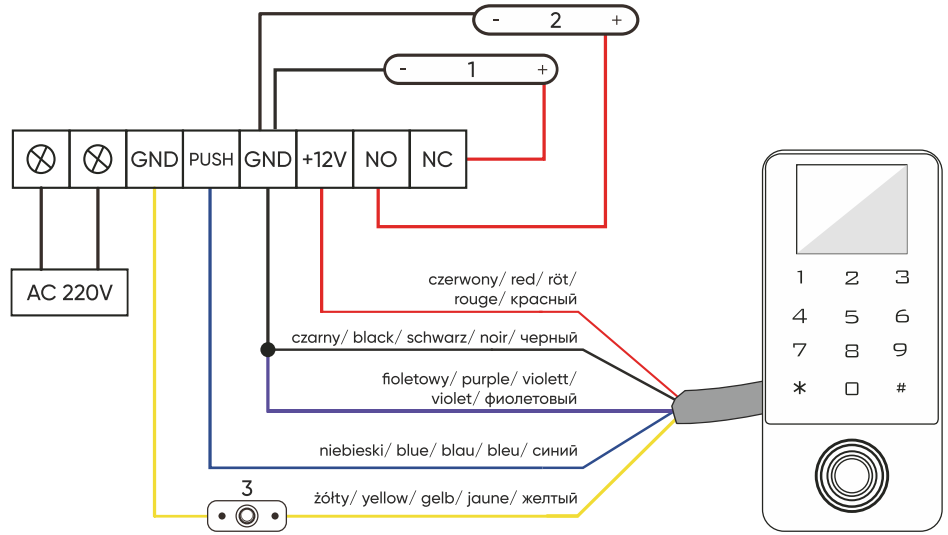 - 2 +
- 1 +
GND PUSH GND +12V NO NC
AC 220V
czerwony/ red/ röt/
rouge/ красный
czarny/ black/ schwarz/ noir/ черный
fioletowy/ purple/ violett/
violet/ фиолетовый
niebieski/ blue/ blau/ bleu/ синий
3
żółty/ yellow/ gelb/ jaune/ желтый
1 2 3
4 5 6
7 8 9
* 0 #